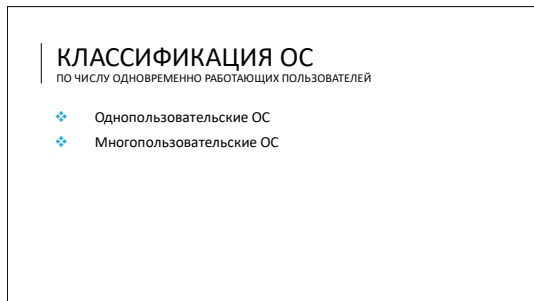 КЛАССИФИКАЦИЯ ОС
ПО ЧИСЛУ ОДНОВРЕМЕННО РАБОТАЮЩИХ ПОЛЬЗОВАТЕЛЕЙ
Однопользовательские ОС
Многопользовательские ОС